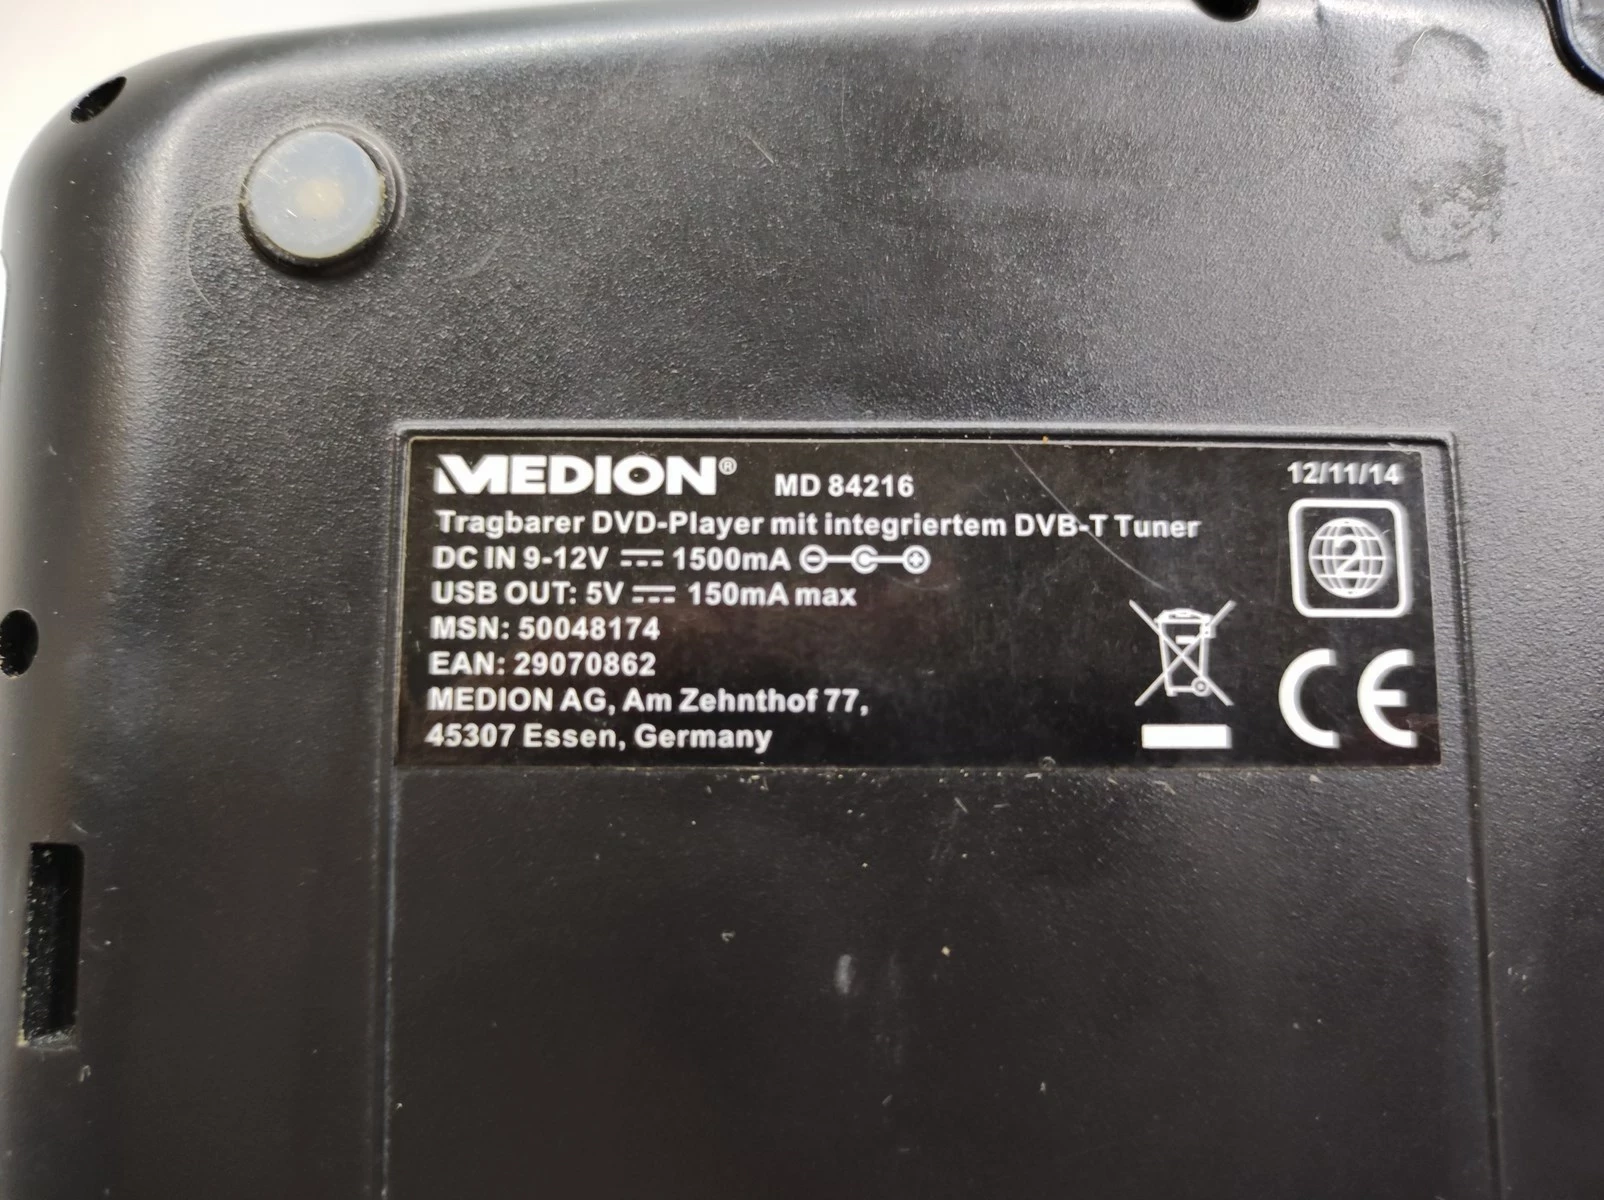 MEDION® MD 84216 12/11/14
Tragbarer DVD-Player mit integriertem DVB-T Tuner
DC IN 9-12V ⎓ 1500mA
2
USB OUT: 5V ⎓ 150mA max
MSN: 50048174
EAN: 29070862
MEDION AG, Am Zehnthof 77,
CE
45307 Essen, Germany